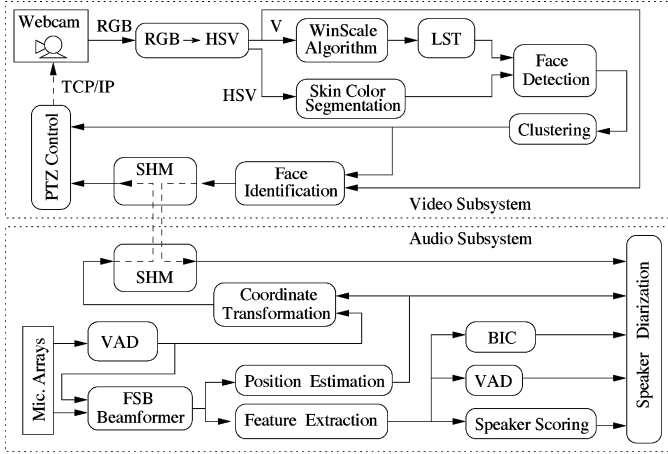 Webcam
RGB
RGB → HSV
V
WinScale
Algorithm
LST
Face
Detection
TCP/IP
HSV
Skin Color
Segmentation
Clustering
PTZ Control
SHM
Face
Identification
Video Subsystem
Audio Subsystem
SHM
Coordinate
Transformation
Speaker Diarization
Mic. Arrays
VAD
BIC
FSB
Beamformer
Position Estimation
VAD
Feature Extraction
Speaker Scoring